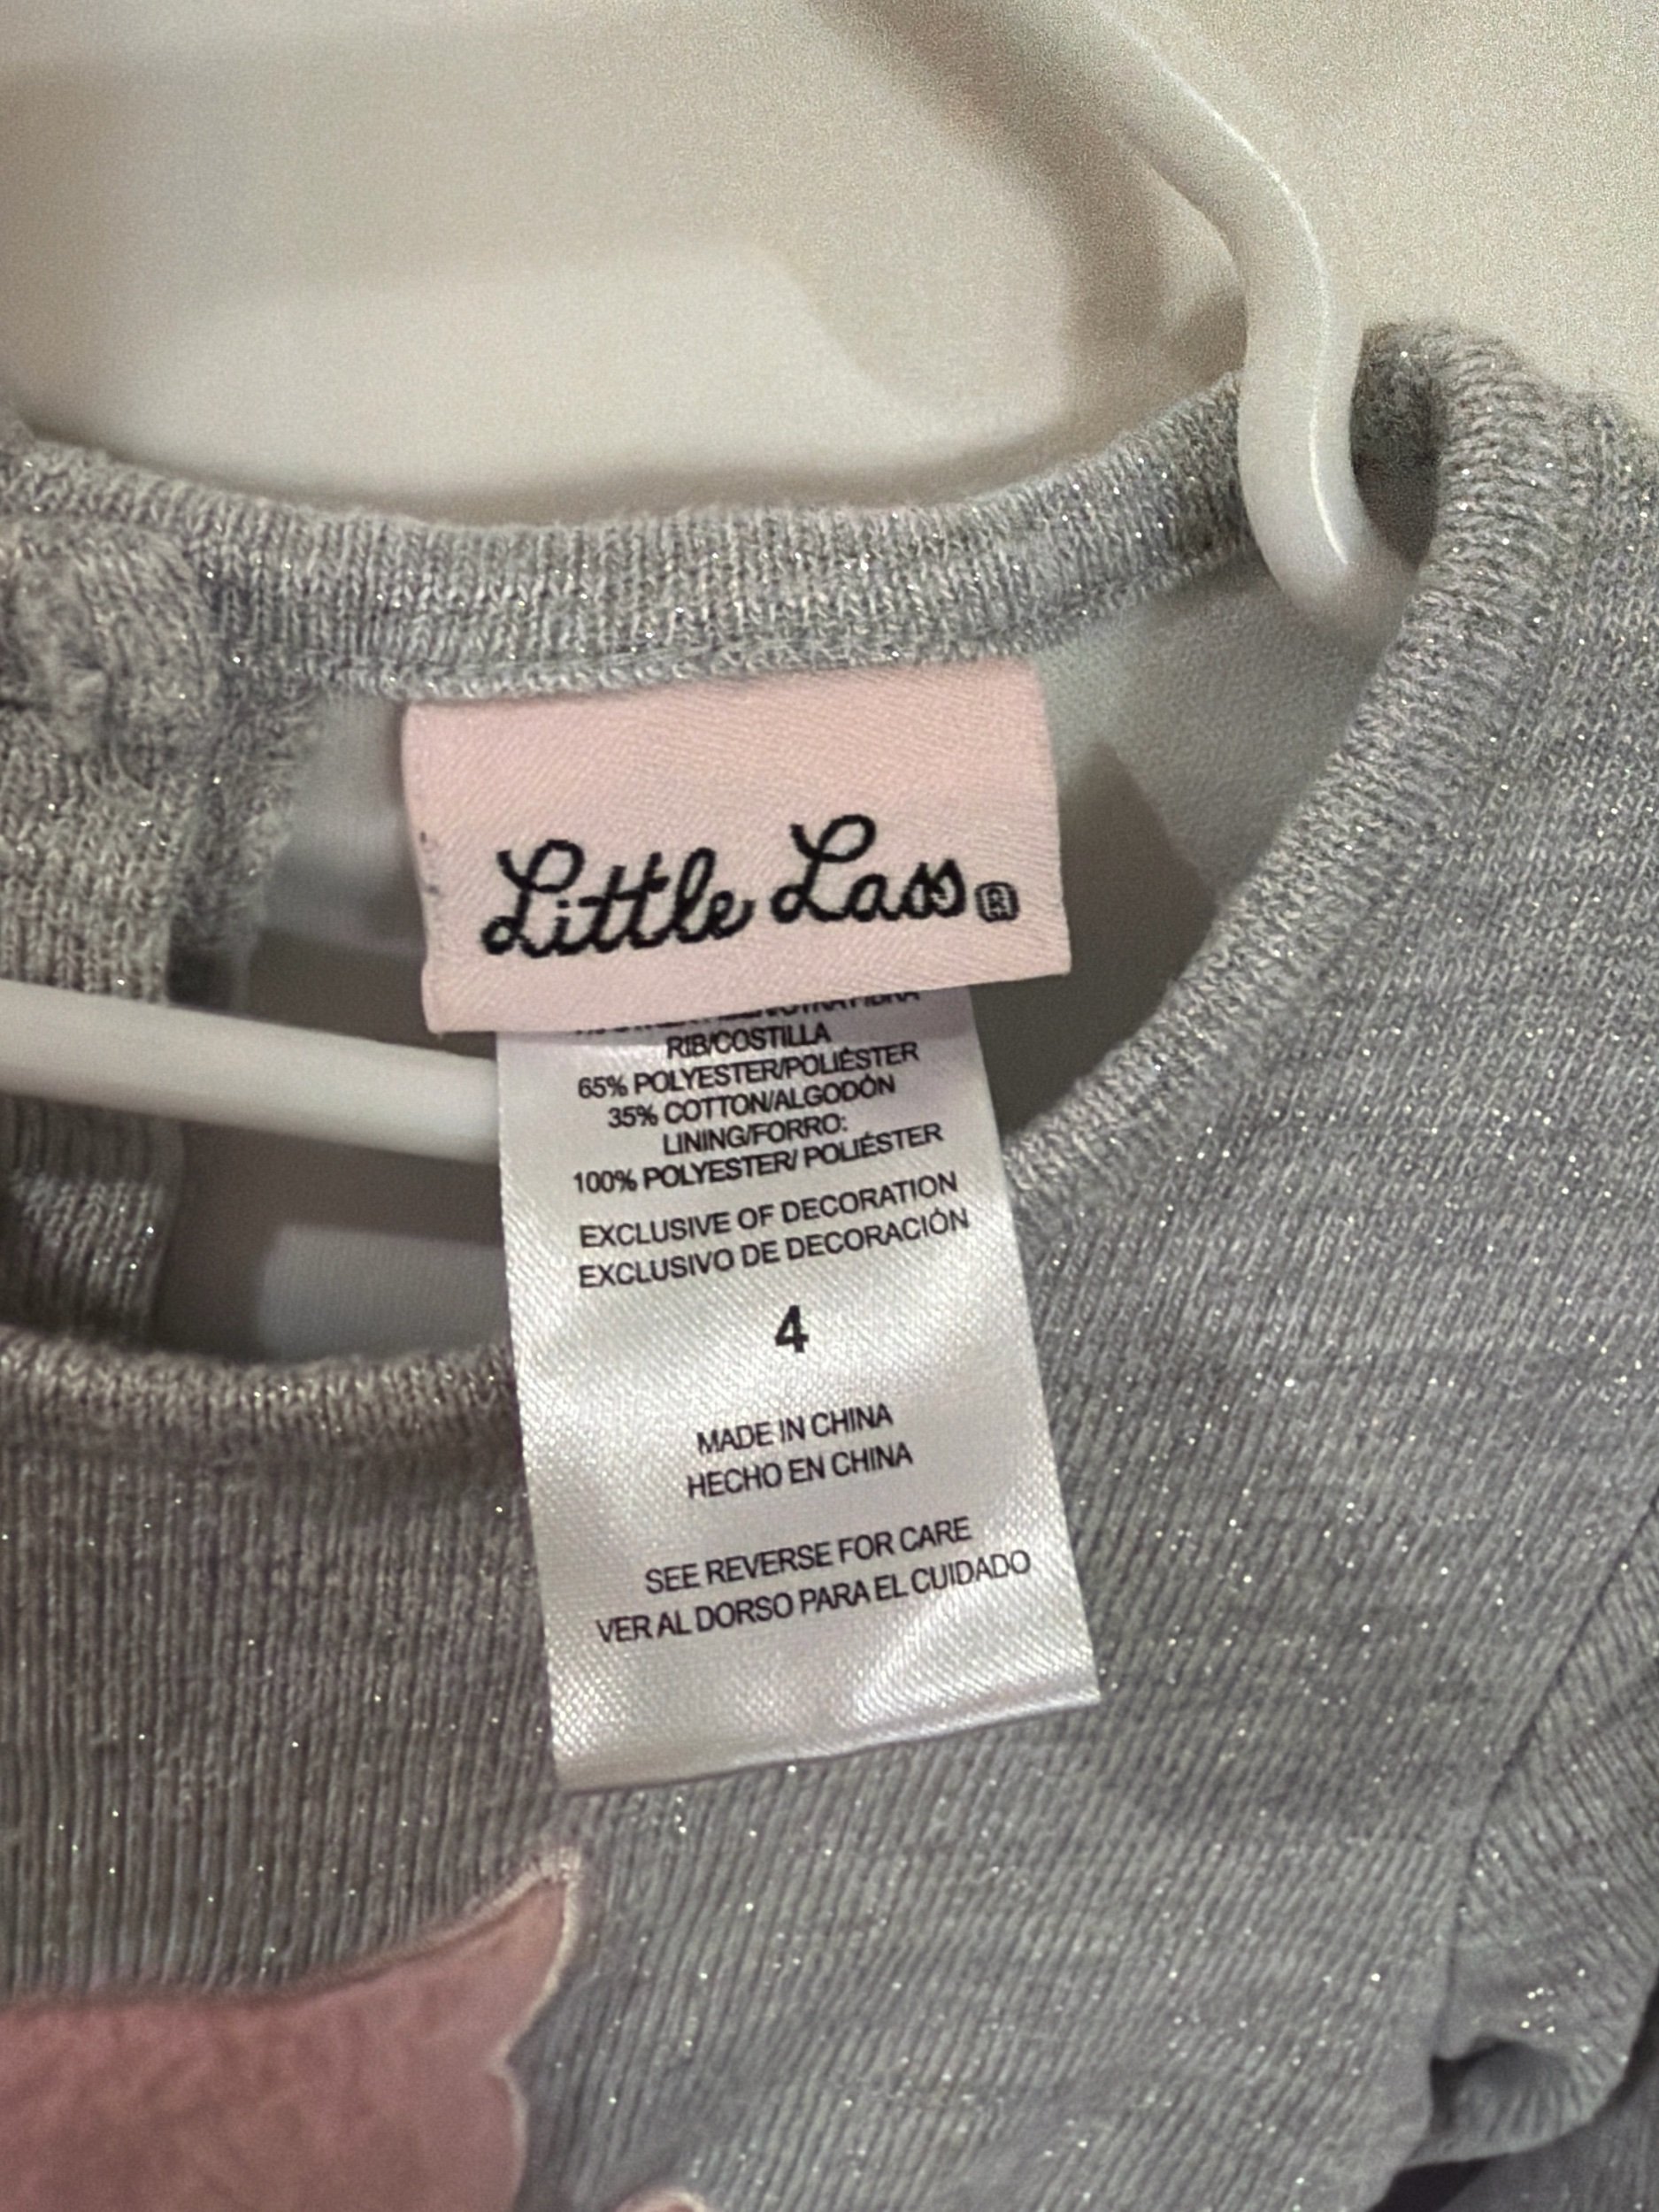 Little Lass ®
RIB/COSTILLA
65% POLYESTER/POLIÉSTER
35% COTTON/ALGODÓN
LINING/FORRO:
100% POLYESTER/ POLIÉSTER
EXCLUSIVE OF DECORATION
EXCLUSIVO DE DECORACIÓN
4
MADE IN CHINA
HECHO EN CHINA
SEE REVERSE FOR CARE
VER AL DORSO PARA EL CUIDADO